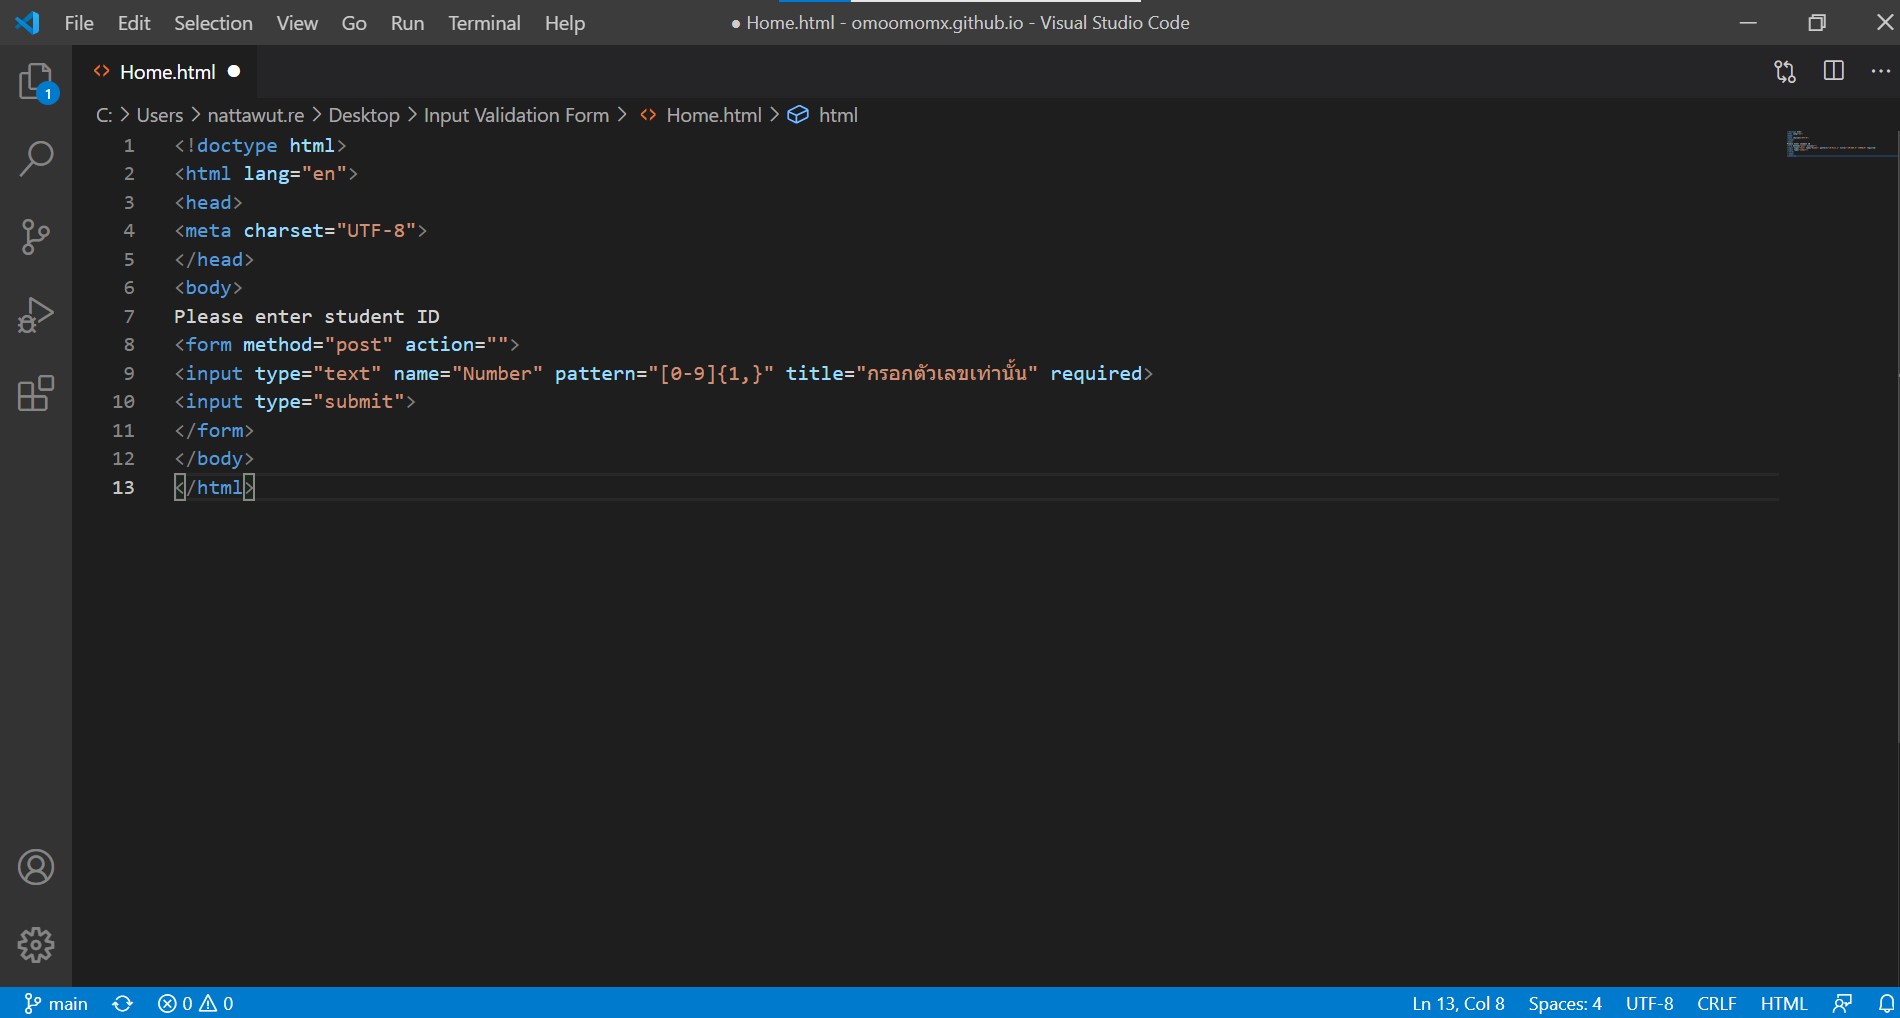 File Edit Selection View Go Run Terminal Help ● Home.html - omoomomx.github.io - Visual Studio Code
Home.html
1
C: > Users > nattawut.re > Desktop > Input Validation Form > Home.html > html
1 <!doctype html>
2 <html lang="en">
3 <head>
4 <meta charset="UTF-8">
5 </head>
6 <body>
7 Please enter student ID
8 <form method="post" action="">
9 <input type="text" name="Number" pattern="[0-9]{1,}" title="กรอกตัวเลขเท่านั้น" required>
10 <input type="submit">
11 </form>
12 </body>
13 </html>
main 0 0 Ln 13, Col 8 Spaces: 4 UTF-8 CRLF HTML